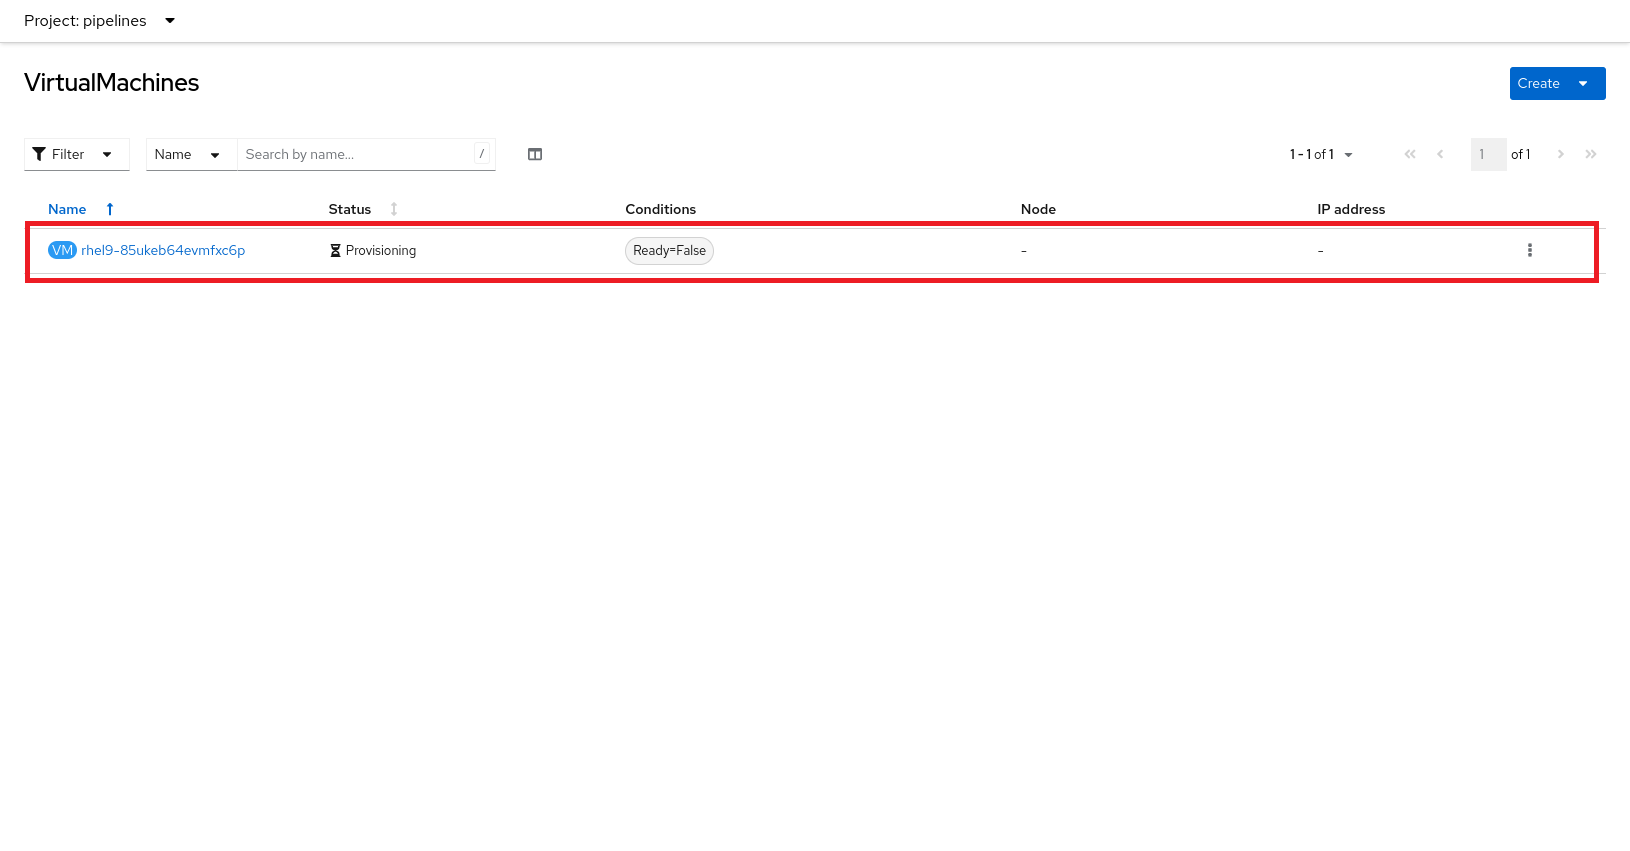 Project: pipelines
VirtualMachines
Create
Filter Name Search by name... / 1 - 1 of 1 1 of 1
Name Status Conditions Node IP address
VM rhel9-85ukeb64evmfxc6p Provisioning Ready=False - -